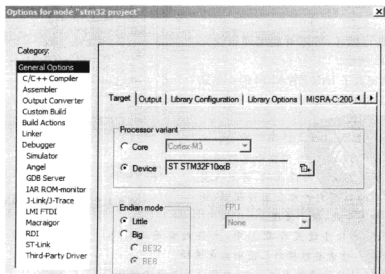 Options for node "stm32 project"
Category:
General Options
C/C++ Compiler
Assembler
Output Converter
Custom Build
Build Actions
Linker
Debugger
Simulator
Angel
GDB Server
IAR ROM-monitor
J-Link/J-Trace
LMI FTDI
Macraigor
RDI
ST-Link
Third-Party Driver
Target Output Library Configuration Library Options MISRA-C:200
Processor variant
Core Cortex-M3
Device ST STM32F10xxB
Endian mode
Little
Big
BE32
BE8
FPU
None